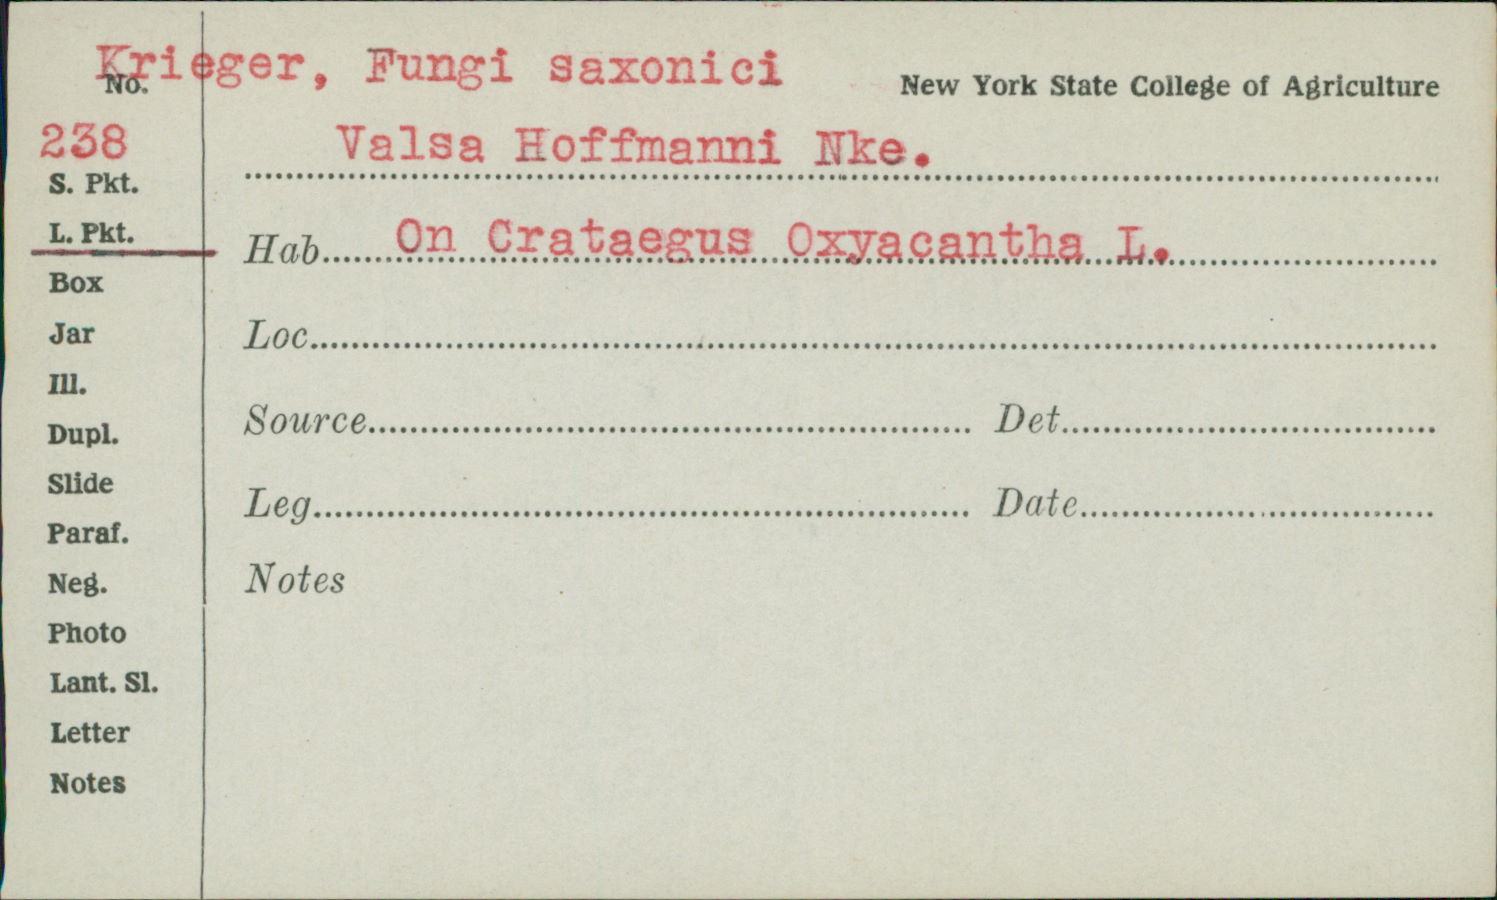 Krieger, Fungi saxonici
No.
New York State College of Agriculture
238
Valsa Hoffmanni Nke.
S. Pkt.
L. Pkt.
Hab. On Crataegus Oxyacantha L.
Box
Jar
Loc.
Ill.
Dupl.
Source Det.
Slide
Leg. Date
Paraf.
Neg.
Notes
Photo
Lant. Sl.
Letter
Notes